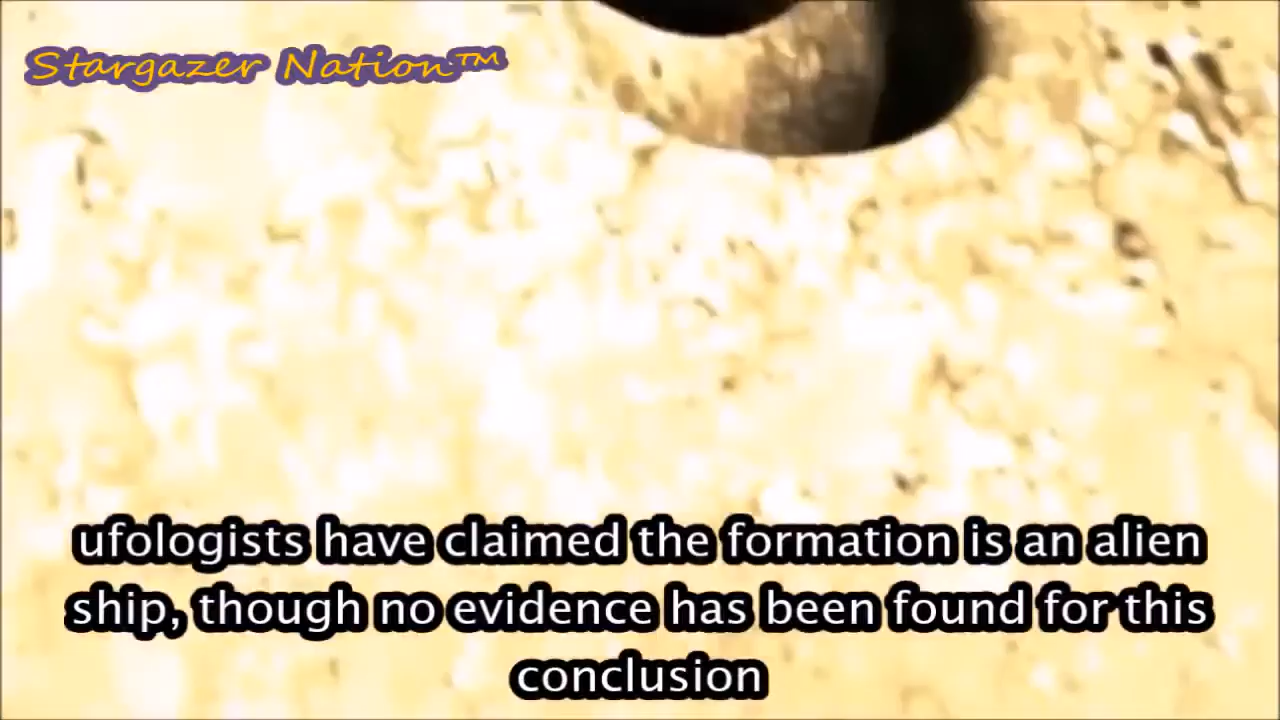 Stargazer Nation™
ufologists have claimed the formation is an alien
ship, though no evidence has been found for this
conclusion